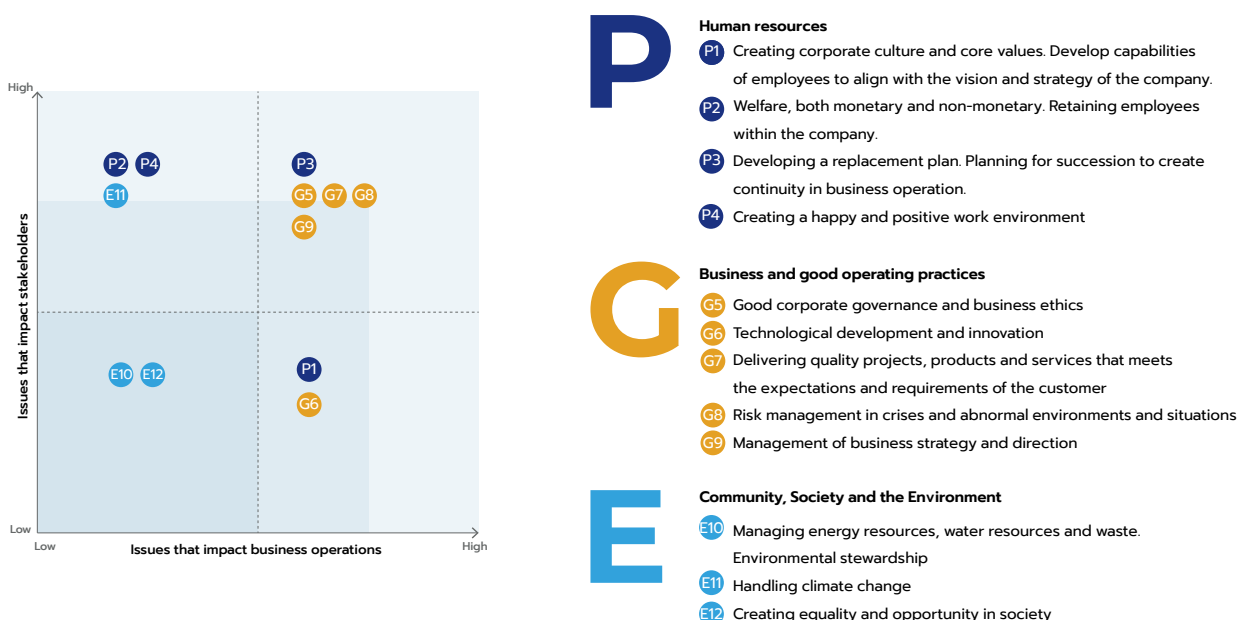 High
P2 P4 P3
E11 G5 G7 G8
G9
Issues that impact stakeholders
E10 E12 P1
G6
Low
Low Issues that impact business operations High
P
Human resources
P1 Creating corporate culture and core values. Develop capabilities
of employees to align with the vision and strategy of the company.
P2 Welfare, both monetary and non-monetary. Retaining employees
within the company.
P3 Developing a replacement plan. Planning for succession to create
continuity in business operation.
P4 Creating a happy and positive work environment
G
Business and good operating practices
G5 Good corporate governance and business ethics
G6 Technological development and innovation
G7 Delivering quality projects, products and services that meets
the expectations and requirements of the customer
G8 Risk management in crises and abnormal environments and situations
G9 Management of business strategy and direction
E
Community, Society and the Environment
E10 Managing energy resources, water resources and waste.
Environmental stewardship
E11 Handling climate change
E12 Creating equality and opportunity in society